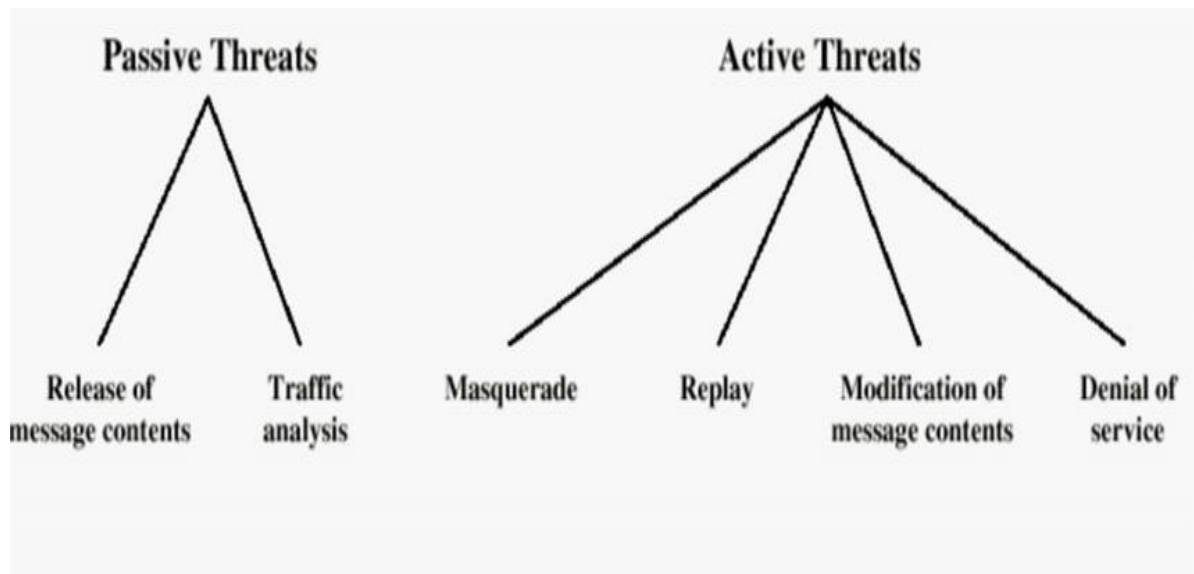 Passive Threats
Active Threats
Release of
message contents
Traffic
analysis
Masquerade
Replay
Modification of
message contents
Denial of
service